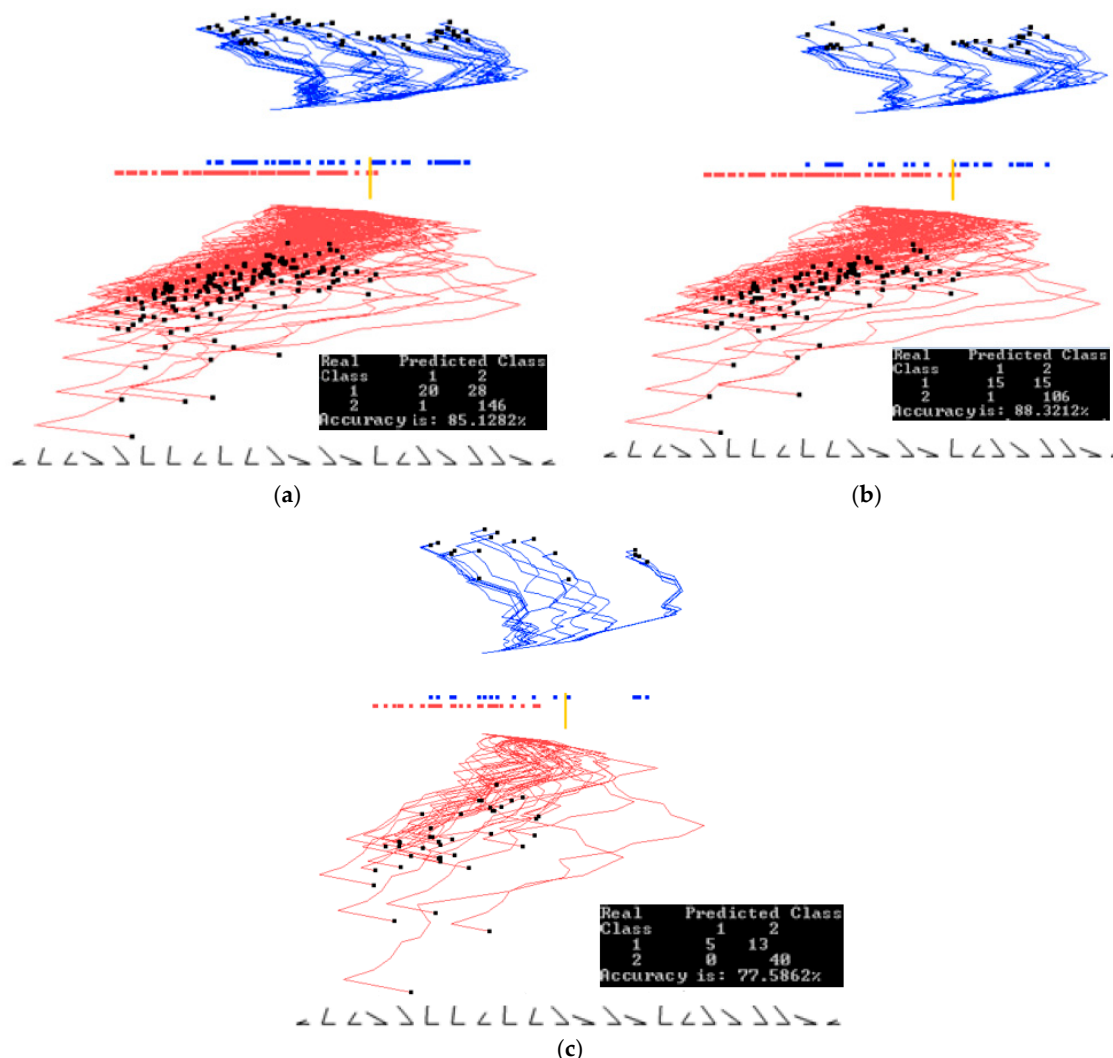 Real Predicted Class
Class 1 2
1 20 28
2 1 146
Accuracy is: 85.1282%
(a)
Real Predicted Class
Class 1 2
1 15 15
2 1 106
Accuracy is: 88.3212%
(b)
Real Predicted Class
Class 1 2
1 5 13
2 0 40
Accuracy is: 77.5862%
(c)